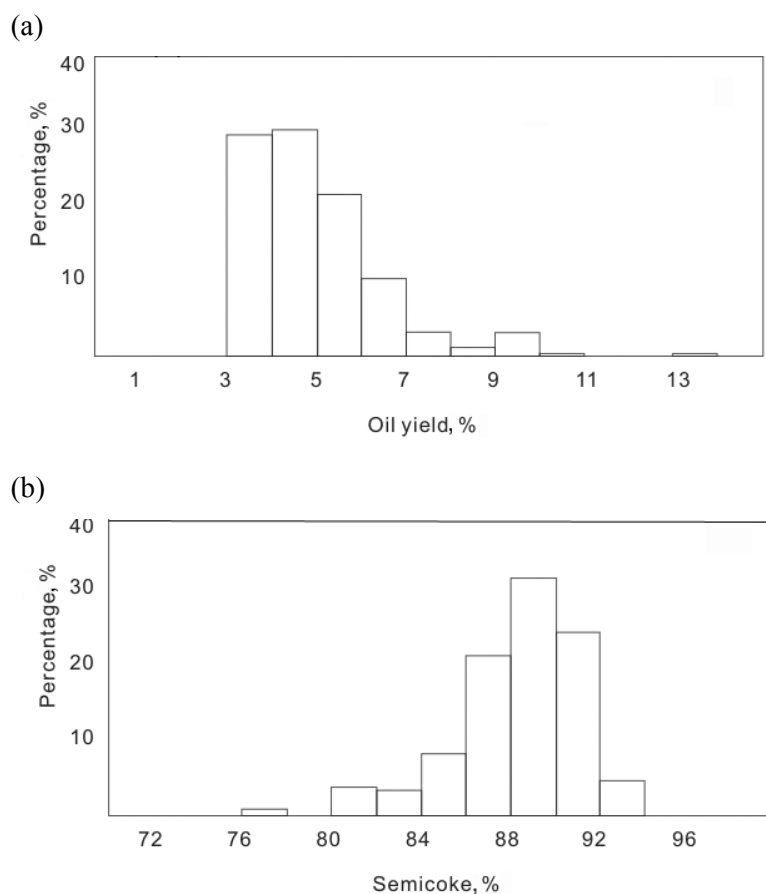 (a)
40
30
20
10
Percentage, %
1 3 5 7 9 11 13
Oil yield, %
(b)
40
30
20
10
Percentage, %
72 76 80 84 88 92 96
Semicoke, %